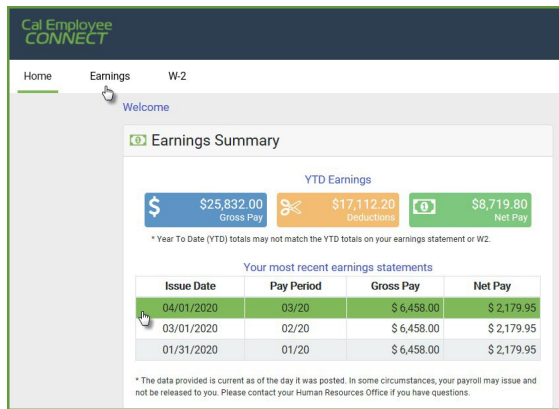 Cal Employee
CONNECT
Home Earnings W-2
Welcome
Earnings Summary
YTD Earnings
$25,832.00
Gross Pay
$17,112.20
Deductions
$8,719.80
Net Pay
* Year To Date (YTD) totals may not match the YTD totals on your earnings statement or W2.
Your most recent earnings statements
Issue Date Pay Period Gross Pay Net Pay
04/01/2020 03/20 $ 6,458.00 $ 2,179.95
03/01/2020 02/20 $ 6,458.00 $ 2,179.95
01/31/2020 01/20 $ 6,458.00 $ 2,179.95
* The data provided is current as of the day it was posted. In some circumstances, your payroll may issue and
not be released to you. Please contact your Human Resources Office if you have questions.